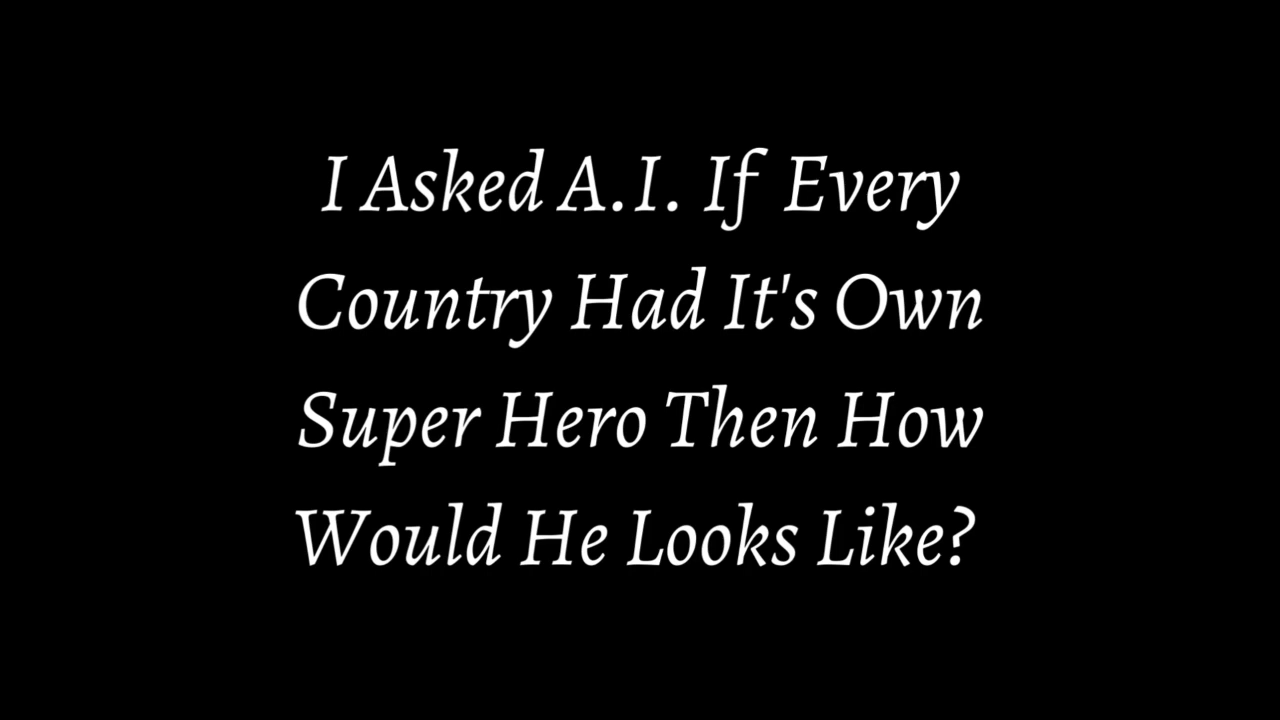 I Asked A.I. If Every
Country Had It's Own
Super Hero Then How
Would He Looks Like?